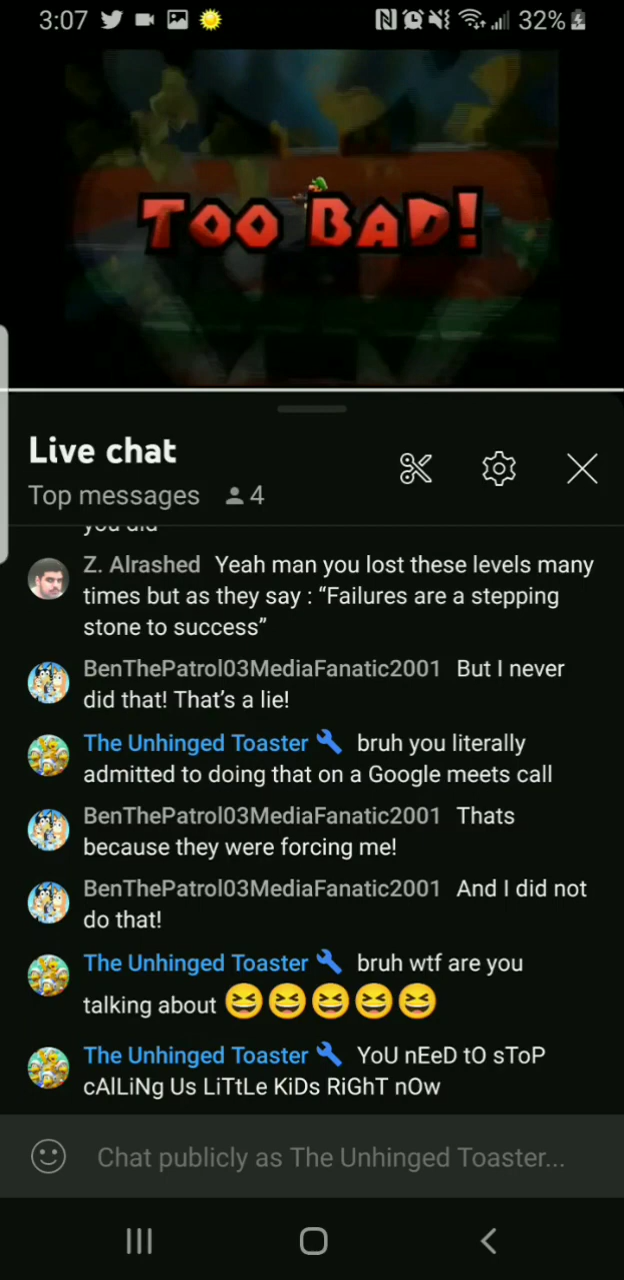 3:07
32%
TOO BAD!
Live chat
Top messages 4
you did
Z. Alrashed Yeah man you lost these levels many
times but as they say : “Failures are a stepping
stone to success”
BenThePatrol03MediaFanatic2001 But I never
did that! That’s a lie!
The Unhinged Toaster bruh you literally
admitted to doing that on a Google meets call
BenThePatrol03MediaFanatic2001 Thats
because they were forcing me!
BenThePatrol03MediaFanatic2001 And I did not
do that!
The Unhinged Toaster bruh wtf are you
talking about 😆😆😆😆😆
The Unhinged Toaster YoU nEeD tO sToP
cAlLiNg Us LiTtLe KiDs RiGhT nOw
Chat publicly as The Unhinged Toaster...